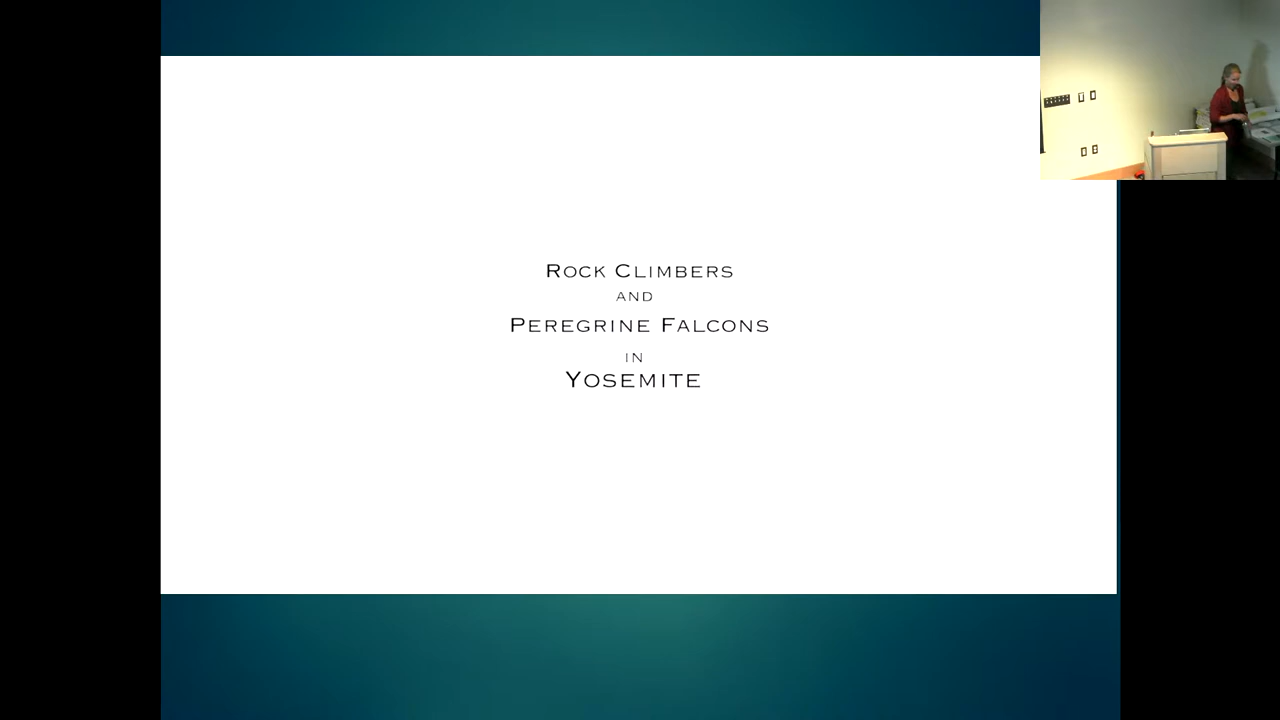 Rock Climbers
and
Peregrine Falcons
in
Yosemite